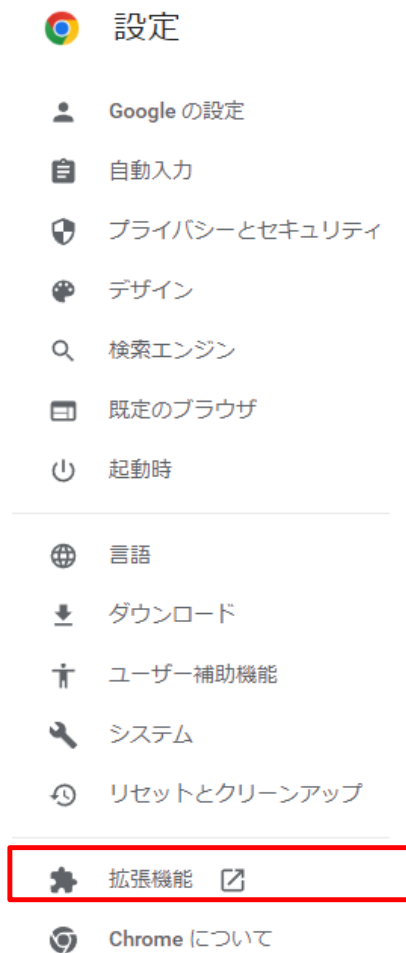 設定
Google の設定
自動入力
プライバシーとセキュリティ
デザイン
検索エンジン
既定のブラウザ
起動時
言語
ダウンロード
ユーザー補助機能
システム
リセットとクリーンアップ
拡張機能
Chrome について